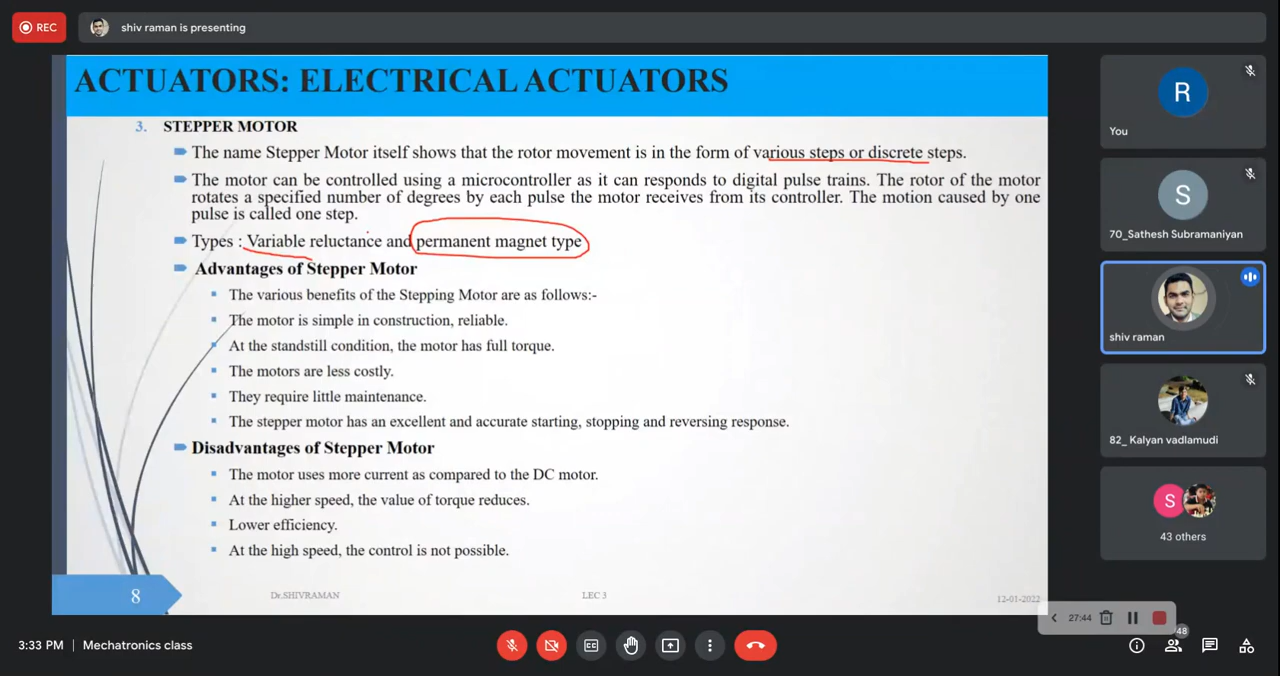 REC
shiv raman is presenting
ACTUATORS: ELECTRICAL ACTUATORS
3. STEPPER MOTOR
The name Stepper Motor itself shows that the rotor movement is in the form of various steps or discrete steps.
The motor can be controlled using a microcontroller as it can responds to digital pulse trains. The rotor of the motor
rotates a specified number of degrees by each pulse the motor receives from its controller. The motion caused by one
pulse is called one step.
Types : Variable reluctance and permanent magnet type
Advantages of Stepper Motor
The various benefits of the Stepping Motor are as follows:-
The motor is simple in construction, reliable.
At the standstill condition, the motor has full torque.
The motors are less costly.
They require little maintenance.
The stepper motor has an excellent and accurate starting, stopping and reversing response.
Disadvantages of Stepper Motor
The motor uses more current as compared to the DC motor.
At the higher speed, the value of torque reduces.
Lower efficiency.
At the high speed, the control is not possible.
8
Dr.SHIVRAMAN
LEC 3
12-01-2022
R
You
S
70_Sathesh Subramaniyan
shiv raman
82_ Kalyan vadlamudi
S
43 others
27:44
3:33 PM | Mechatronics class
48